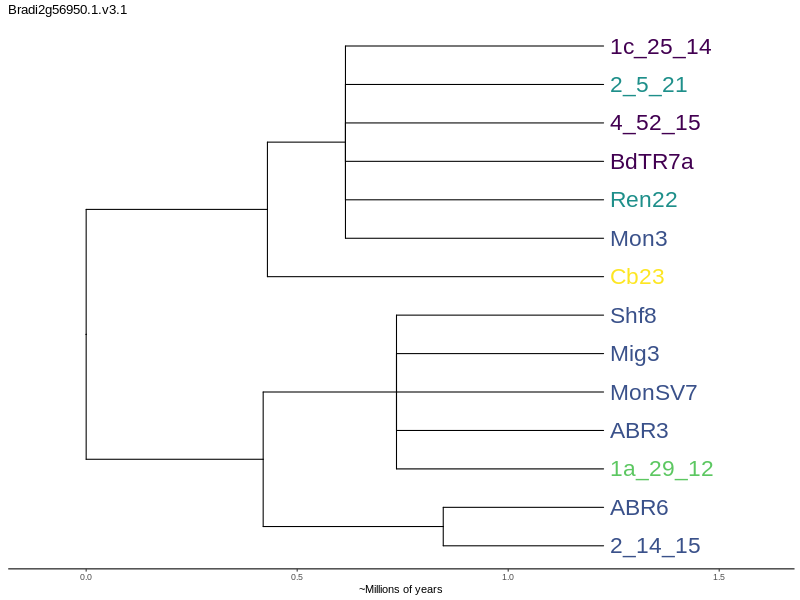 Bradi2g56950.1.v3.1
1c_25_14
2_5_21
4_52_15
BdTR7a
Ren22
Mon3
Cb23
Shf8
Mig3
MonSV7
ABR3
1a_29_12
ABR6
2_14_15
0.0 0.5 1.0 1.5
~Millions of years